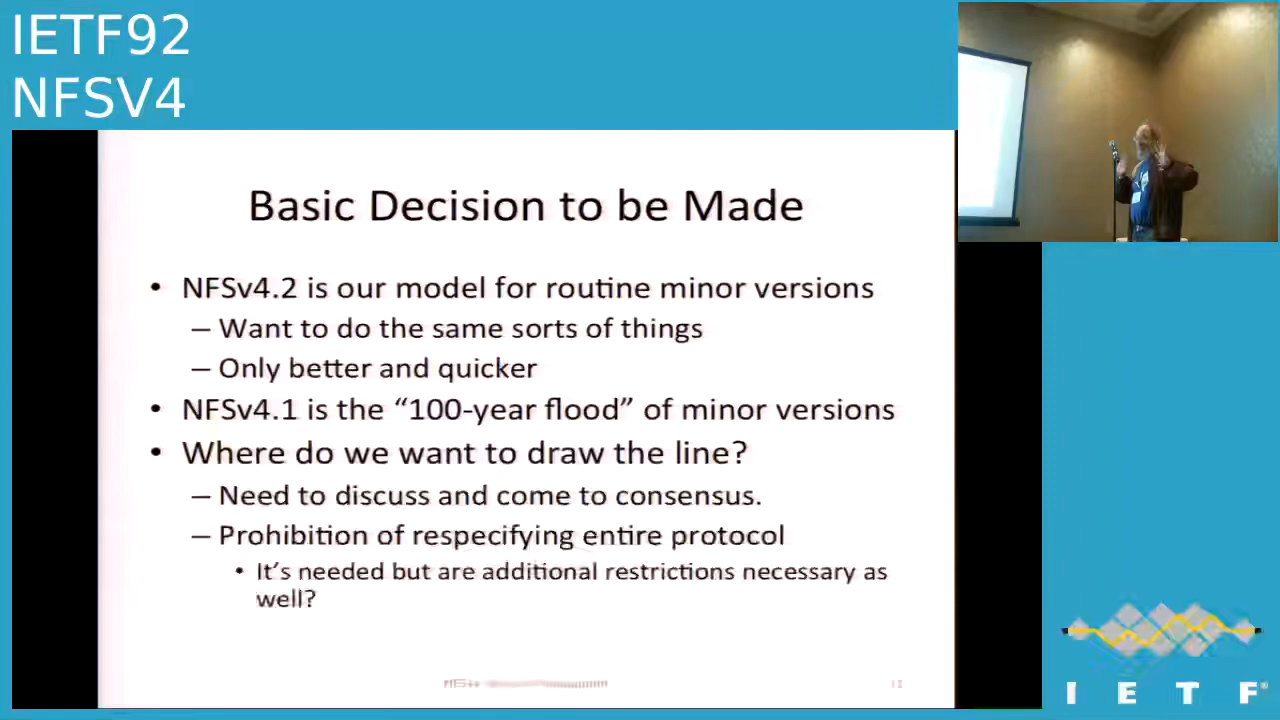 IETF92
NFSV4
Basic Decision to be Made
• NFSv4.2 is our model for routine minor versions
– Want to do the same sorts of things
– Only better and quicker
• NFSv4.1 is the “100-year flood” of minor versions
• Where do we want to draw the line?
– Need to discuss and come to consensus.
– Prohibition of respecifying entire protocol
• It’s needed but are additional restrictions necessary as
well?
I E T F®